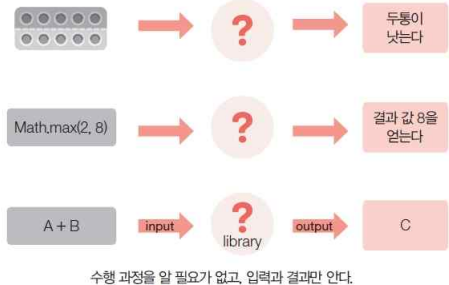 ?
두통이
낫는다
Math.max(2, 8)
?
결과 값 8을
얻는다
A + B
input
?
library
output
C
수행 과정을 알 필요가 없고, 입력과 결과만 안다.